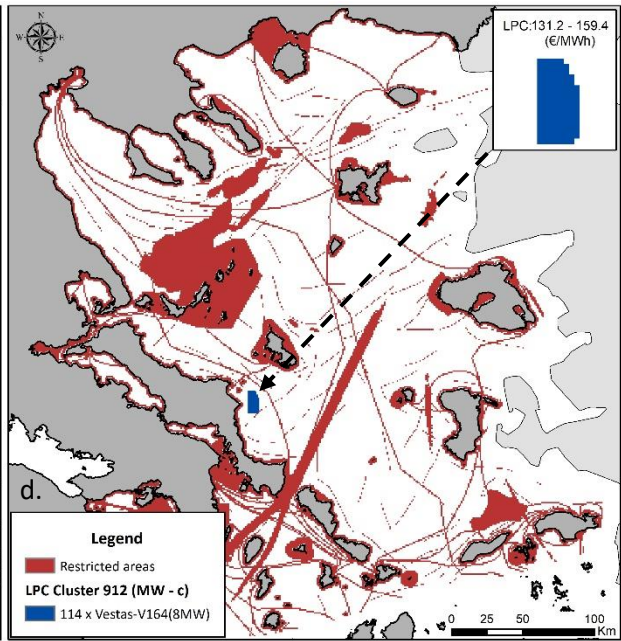 N
W
E
S
LPC:131.2 - 159.4
(€/MWh)
d.
Legend
Restricted areas
LPC Cluster 912 (MW - c)
114 x Vestas-V164(8MW)
0 25 50 100
Km